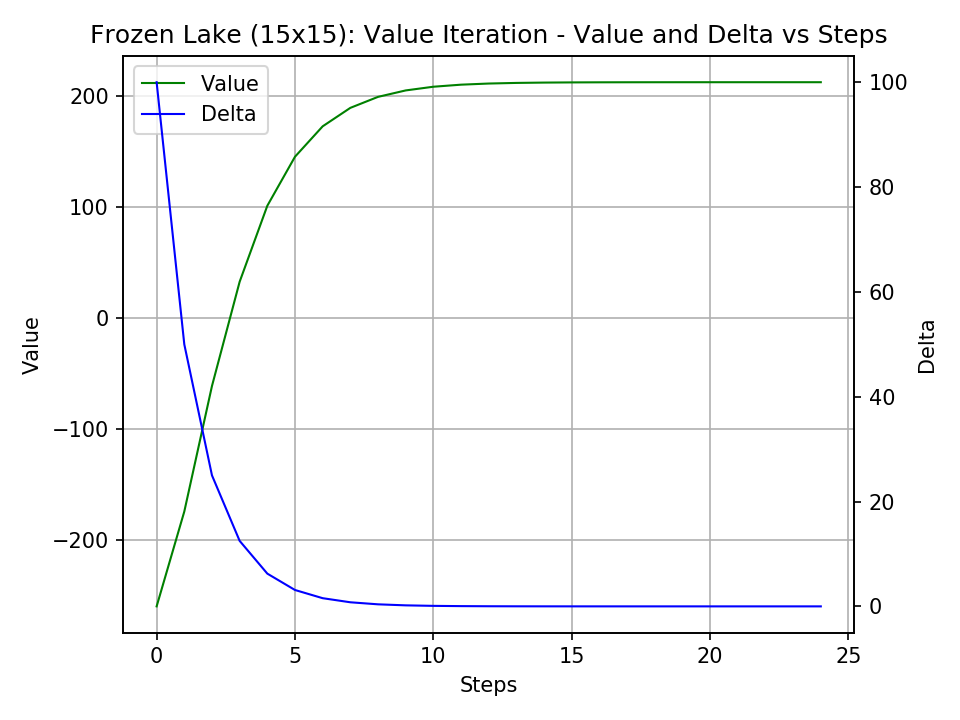 Frozen Lake (15x15): Value Iteration - Value and Delta vs Steps
Value
Delta
200
100
0
−100
−200
Value
100
80
60
40
20
0
Delta
0
5
10
15
20
25
Steps